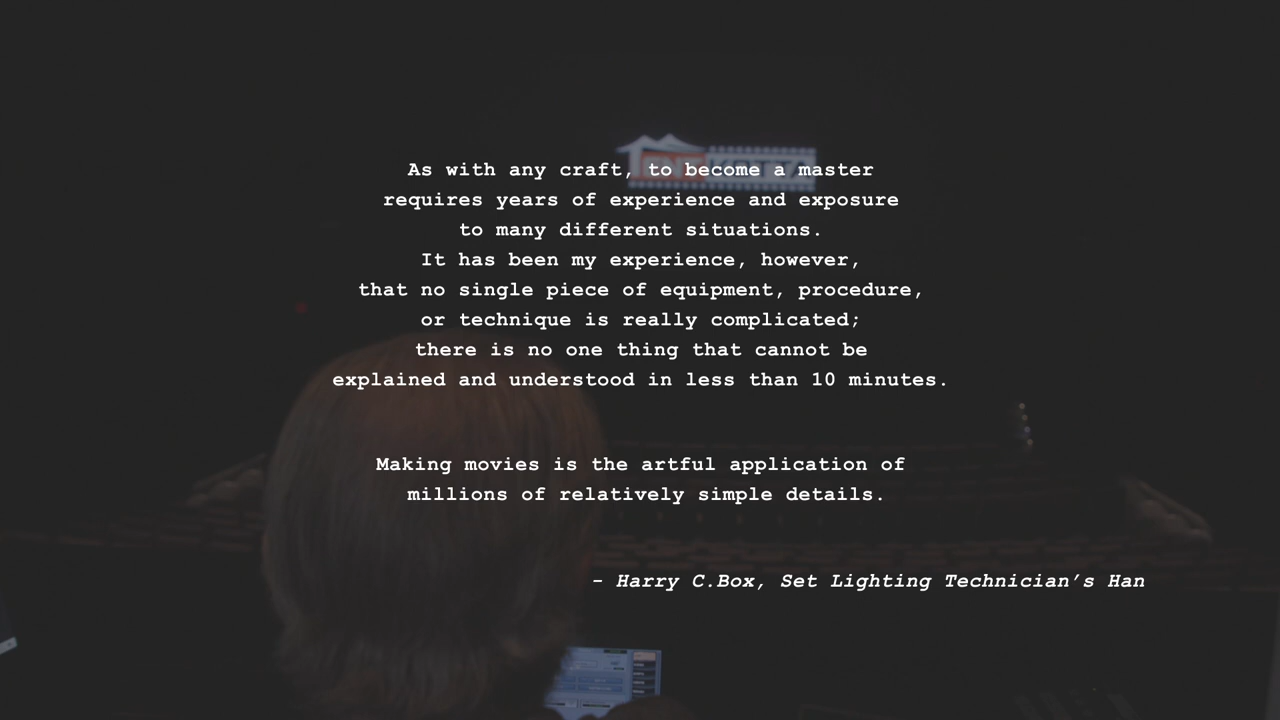 As with any craft, to become a master
requires years of experience and exposure
to many different situations.
It has been my experience, however,
that no single piece of equipment, procedure,
or technique is really complicated;
there is no one thing that cannot be
explained and understood in less than 10 minutes.
Making movies is the artful application of
millions of relatively simple details.
- Harry C.Box, Set Lighting Technician’s Han